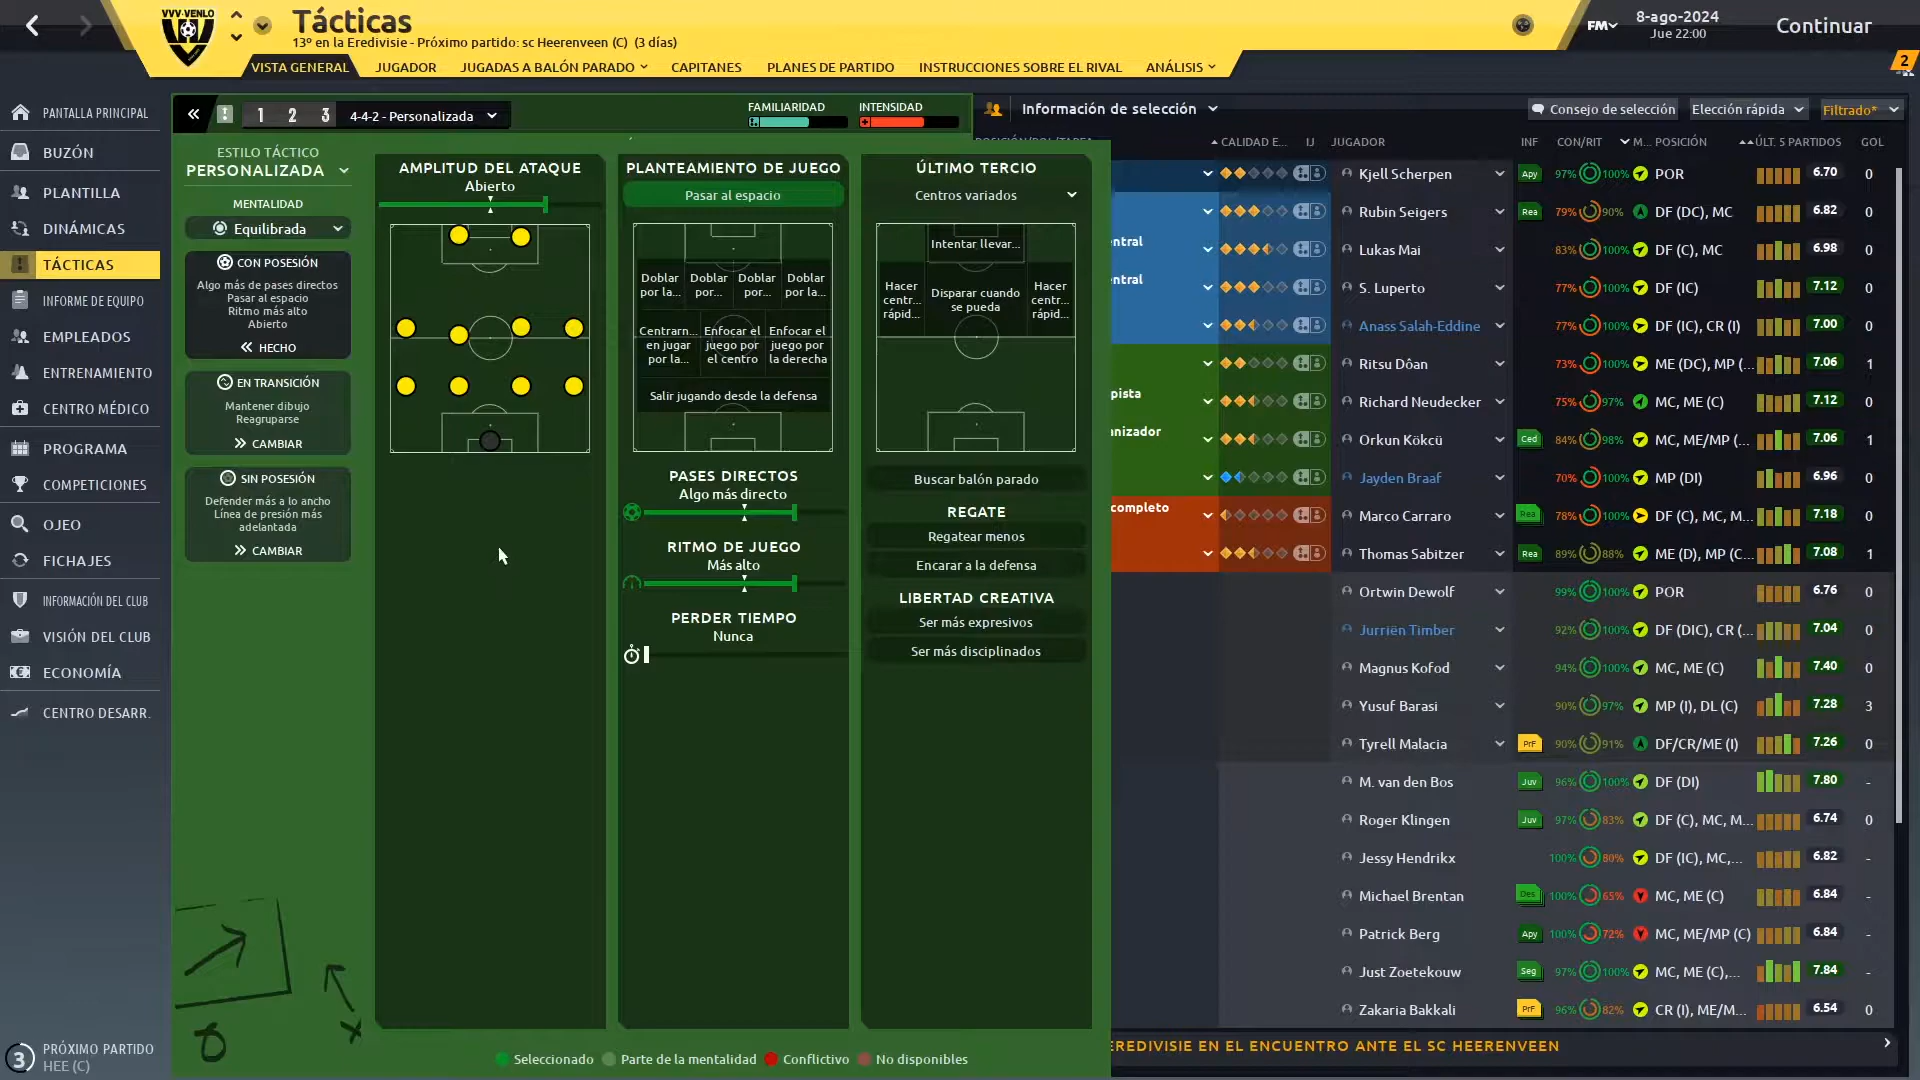 VVV-VENLO
Tácticas
13º en la Eredivisie - Próximo partido: sc Heerenveen (C) (3 días)
VISTA GENERAL
JUGADOR
JUGADAS A BALÓN PARADO
CAPITANES
PLANES DE PARTIDO
INSTRUCCIONES SOBRE EL RIVAL
ANÁLISIS
FM
8-ago-2024
Jue 22:00
Continuar
2
PANTALLA PRINCIPAL
BUZÓN
PLANTILLA
DINÁMICAS
TÁCTICAS
INFORME DE EQUIPO
EMPLEADOS
ENTRENAMIENTO
CENTRO MÉDICO
PROGRAMA
COMPETICIONES
OJEO
FICHAJES
INFORMACIÓN DEL CLUB
VISIÓN DEL CLUB
ECONOMÍA
CENTRO DESARR.
3 PRÓXIMO PARTIDO
HEE (C)
1 2 3
4-4-2 - Personalizada
FAMILIARIDAD
INTENSIDAD
ESTILO TÁCTICO
PERSONALIZADA
MENTALIDAD
Equilibrada
CON POSESIÓN
Algo más de pases directos
Pasar al espacio
Ritmo más alto
Abierto
HECHO
EN TRANSICIÓN
Mantener dibujo
Reagruparse
CAMBIAR
SIN POSESIÓN
Defender más a lo ancho
Línea de presión más
adelantada
CAMBIAR
AMPLITUD DEL ATAQUE
Abierto
PLANTEAMIENTO DE JUEGO
Pasar al espacio
Doblar por la...
Doblar por...
Doblar por...
Doblar por la...
Centrarn... en jugar por la...
Enfocar el juego por el centro
Enfocar el juego por la derecha
Salir jugando desde la defensa
PASES DIRECTOS
Algo más directo
RITMO DE JUEGO
Más alto
PERDER TIEMPO
Nunca
ÚLTIMO TERCIO
Centros variados
Intentar llevar...
Hacer centr... rápid...
Disparar cuando se pueda
Hacer centr... rápid...
Buscar balón parado
REGATE
Regatear menos
Encarar a la defensa
LIBERTAD CREATIVA
Ser más expresivos
Ser más disciplinados
Seleccionado
Parte de la mentalidad
Conflictivo
No disponibles
Información de selección
Consejo de selección
Elección rápida
Filtrado*
POSICIÓN/ROL/TAREA
CALIDAD E... IJ JUGADOR INF CON/RIT M... POSICIÓN ÚLT. 5 PARTIDOS GOL
Kjell Scherpen Apy 97% 100% POR 6.70 0
Rubin Seigers Rea 79% 90% DF (DC), MC 6.82 0
entral Lukas Mai 83% 100% DF (C), MC 6.98 0
entral S. Luperto 77% 100% DF (IC) 7.12 0
Anass Salah-Eddine 77% 100% DF (IC), CR (I) 7.00 0
Ritsu Dôan 73% 100% ME (DC), MP (... 7.06 1
pista Richard Neudecker 75% 97% MC, ME (C) 7.12 0
nizador Orkun Kökcü Ced 84% 98% MC, ME/MP (... 7.06 1
Jayden Braaf 70% 100% MP (DI) 6.96 0
completo Marco Carraro Rea 78% 100% DF (C), MC, M... 7.18 0
Thomas Sabitzer Rea 89% 88% ME (D), MP (C... 7.08 1
Ortwin Dewolf 99% 100% POR 6.76 0
Jurriën Timber 92% 100% DF (DIC), CR (... 7.04 0
Magnus Kofod 94% 100% MC, ME (C) 7.40 0
Yusuf Barasi 90% 97% MP (I), DL (C) 7.28 3
Tyrell Malacia PrF 90% 91% DF/CR/ME (I) 7.26 0
M. van den Bos Juv 96% 100% DF (DI) 7.80 -
Roger Klingen Juv 97% 83% DF (C), MC, M... 6.74 0
Jessy Hendrikx 100% 80% DF (IC), MC,... 6.82 -
Michael Brentan Des 100% 65% MC, ME (C) 6.84 -
Patrick Berg Apy 100% 72% MC, ME/MP (C) 6.84 -
Just Zoetekouw Seg 97% 100% MC, ME (C),... 7.84 -
Zakaria Bakkali PrF 96% 82% CR (I), ME/M... 6.54 0
EREDIVISIE EN EL ENCUENTRO ANTE EL SC HEERENVEEN